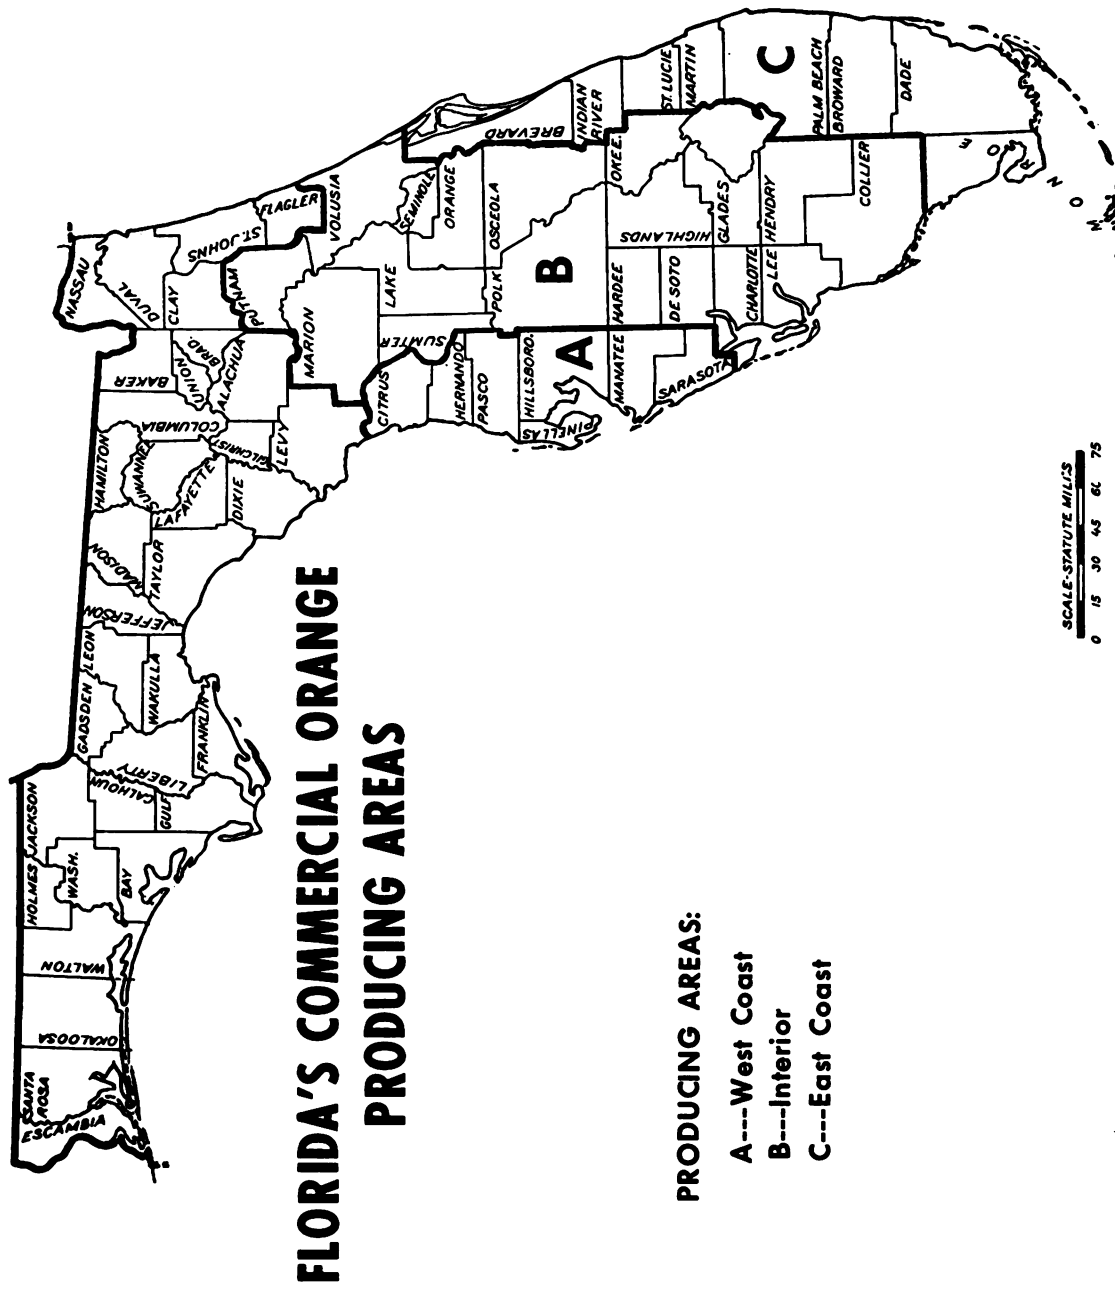 FLORIDA'S COMMERCIAL ORANGE
PRODUCING AREAS
PRODUCING AREAS:
A---West Coast
B---Interior
C---East Coast
SCALE-STATUTE MILES
0 15 30 45 60 75
ESCAMBIA
SANTA
ROSA
OKALOOSA
WALTON
HOLMES
JACKSON
WASH.
BAY
CALHOUN
GULF
LIBERTY
GADSDEN
FRANKLIN
LEON
WAKULLA
JEFFERSON
MADISON
TAYLOR
HAMILTON
SUWANNEE
LAFAYETTE
DIXIE
COLUMBIA
GILCHRIST
LEVY
BAKER
UNION
BRAD.
ALACHUA
NASSAU
DUVAL
CLAY
ST. JOHNS
PUTNAM
FLAGLER
MARION
VOLUSIA
CITRUS
SUMTER
LAKE
SEMINOLE
ORANGE
HERNANDO
PASCO
HILLSBORO.
PINELLAS
A
POLK
OSCEOLA
BREVARD
B
INDIAN
RIVER
MANATEE
HARDEE
HIGHLANDS
OKEE.
ST. LUCIE
MARTIN
SARASOTA
DE SOTO
CHARLOTTE
GLADES
LEE
HENDRY
C
PALM BEACH
BROWARD
COLLIER
DADE
MONROE